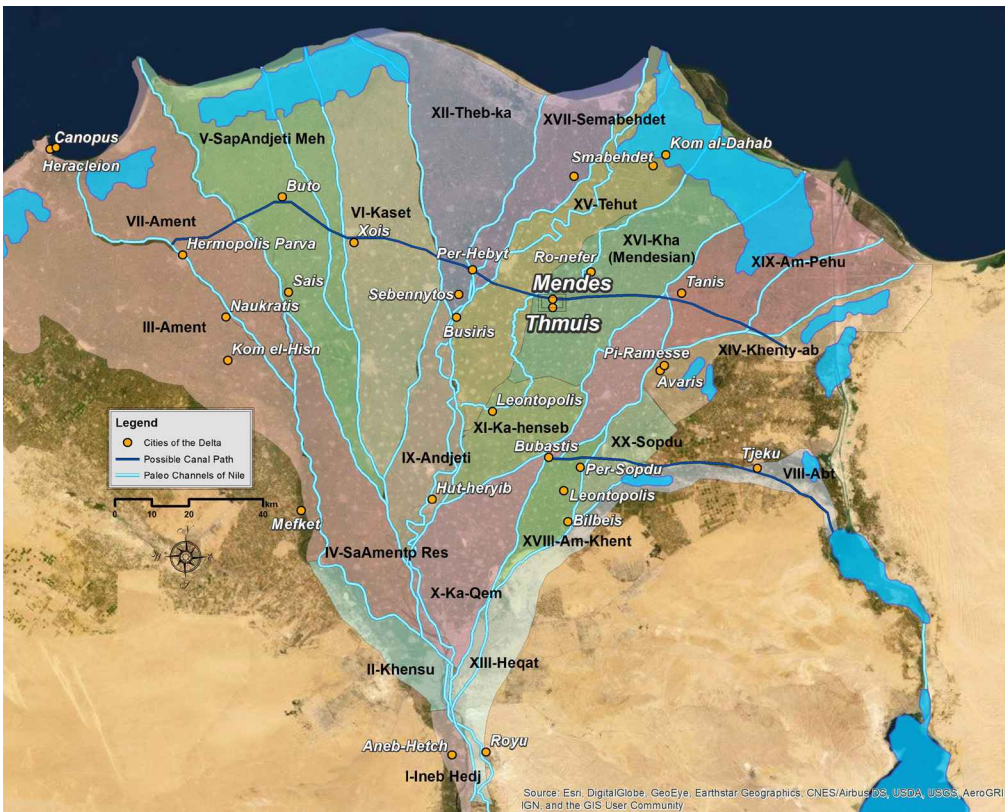 XII-Theb-ka
XVII-Semabehdet
Canopus
V-SapAndjeti Meh
Kom al-Dahab
Heracleion
Smabehdet
Buto
XV-Tehut
VII-Ament
VI-Kaset
Xois
Hermopolis Parva
XVI-Kha
(Mendesian)
Per-Hebyt
Ro-nefer
XIX-Am-Pehu
Sais
Sebennytos
Mendes
Tanis
Naukratis
III-Ament
Busiris
Thmuis
Kom el-Hisn
Pi-Ramesse
XIV-Khenty-ab
Avaris
Leontopolis
XI-Ka-henseb
Legend
Cities of the Delta
Possible Canal Path
Paleo Channels of Nile
km
0 10 20 40
IX-Andjeti
Bubastis
XX-Sopdu
Per-Sopdu
Tjeku
VIII-Abt
Hut-heryib
Leontopolis
Mefket
Bilbeis
XVIII-Am-Khent
IV-SaAmentp Res
X-Ka-Qem
II-Khensu
XIII-Heqat
Aneb-Hetch
Royu
I-Ineb Hedj
Source: Esri, DigitalGlobe, GeoEye, Earthstar Geographics, CNES/Airbus DS, USDA, USGS, AeroGRI
IGN, and the GIS User Community